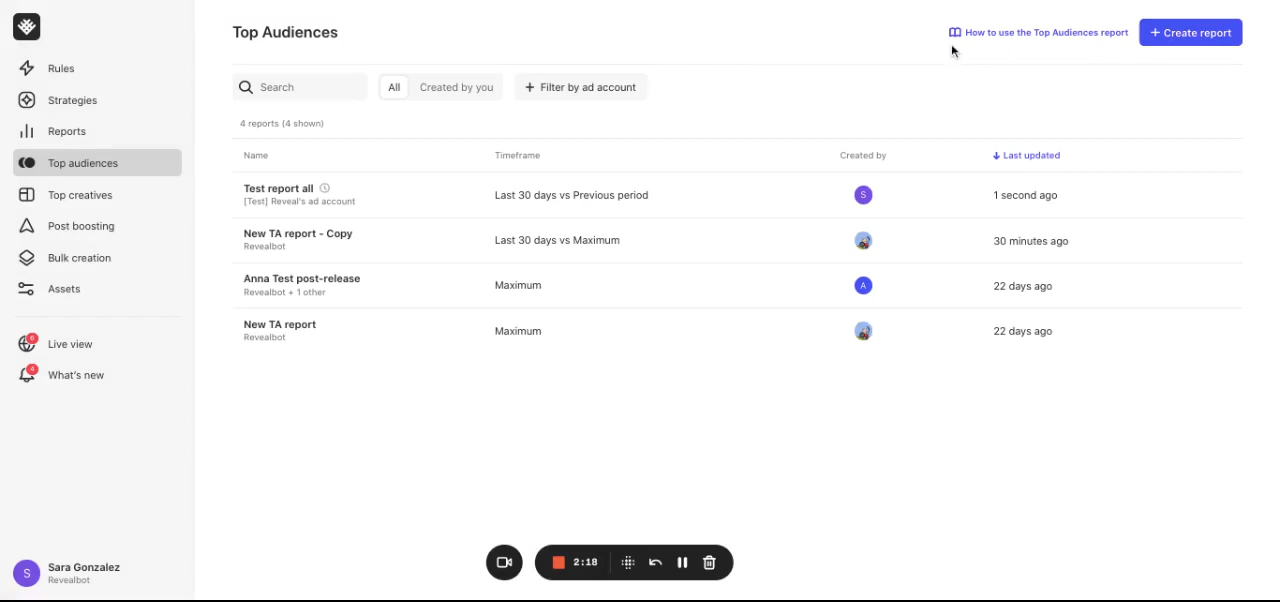 Top Audiences
How to use the Top Audiences report
+ Create report
Rules
Strategies
Reports
Top audiences
Top creatives
Post boosting
Bulk creation
Assets
Live view
6
What's new
4
Sara Gonzalez
S
Revealbot
Search
All
Created by you
+ Filter by ad account
4 reports (4 shown)
Name Timeframe Created by ↓ Last updated
Test report all
[Test] Reveal's ad account
Last 30 days vs Previous period
S
1 second ago
New TA report - Copy
Revealbot
Last 30 days vs Maximum
30 minutes ago
Anna Test post-release
Revealbot + 1 other
Maximum
A
22 days ago
New TA report
Revealbot
Maximum
22 days ago
2:18